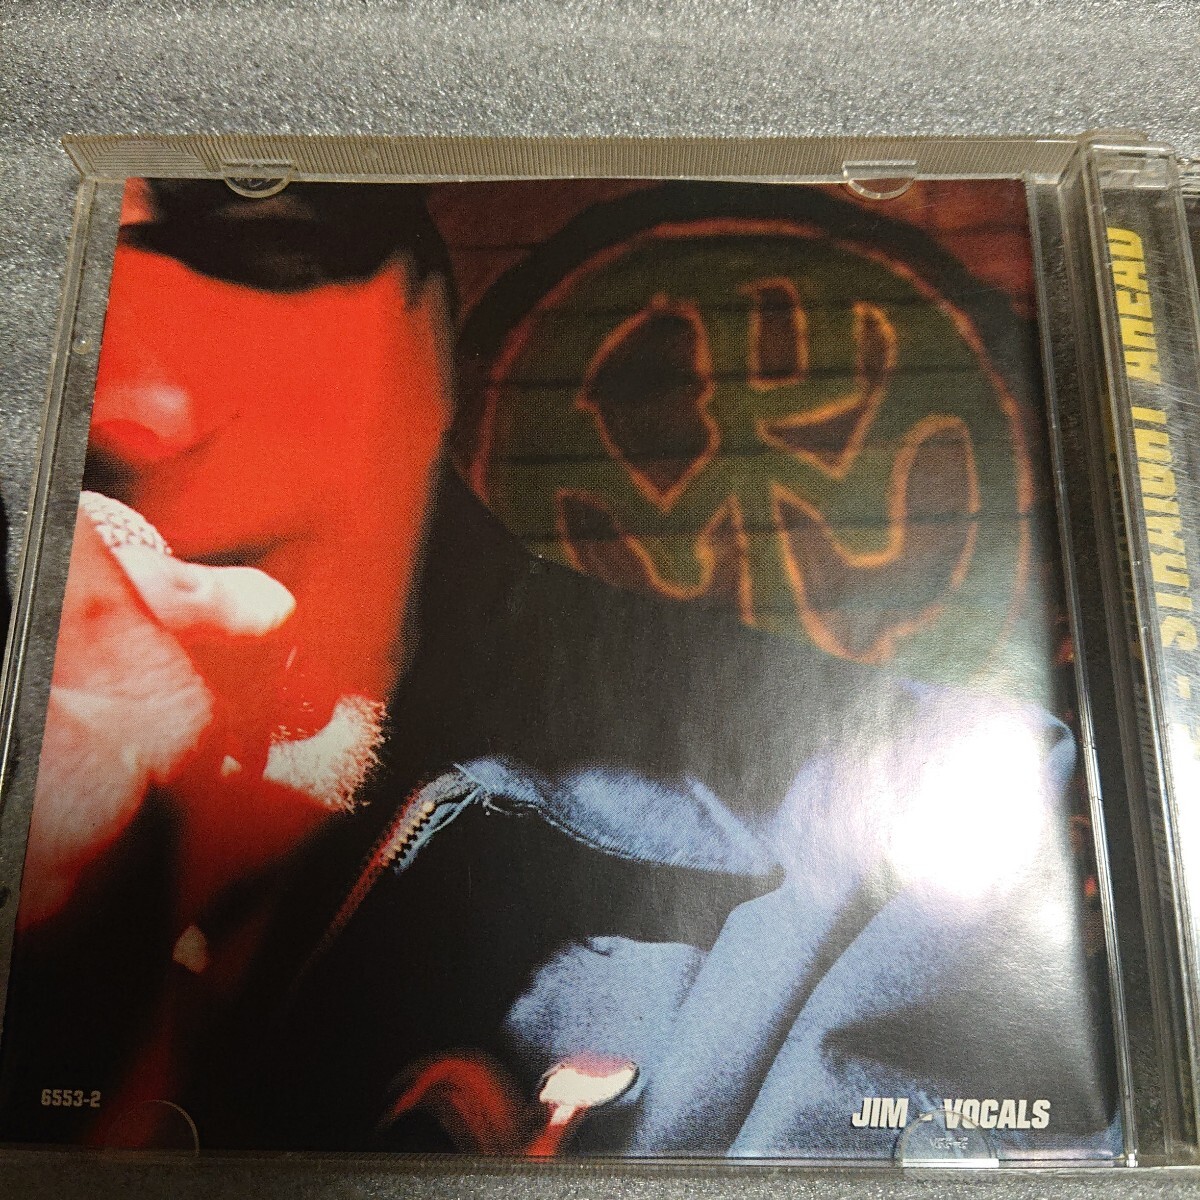 - STRAIGHT AHEAD
6553-2
JIM - VOCALS